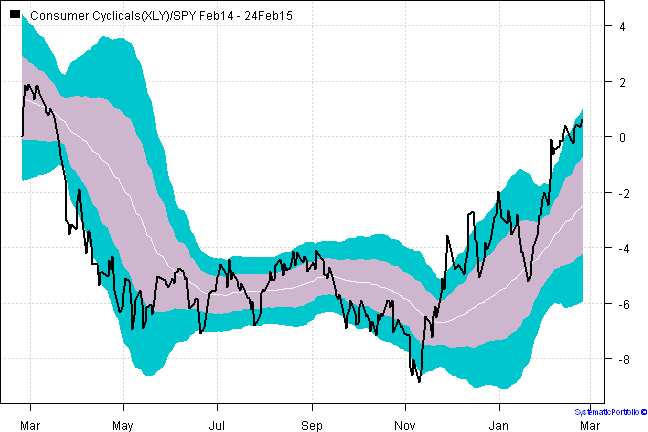 Consumer Cyclicals(XLY)/SPY Feb14 - 24Feb15
4
2
0
-2
-4
-6
-8
SystematicPortfolio ©
Mar May Jul Sep Nov Jan Mar